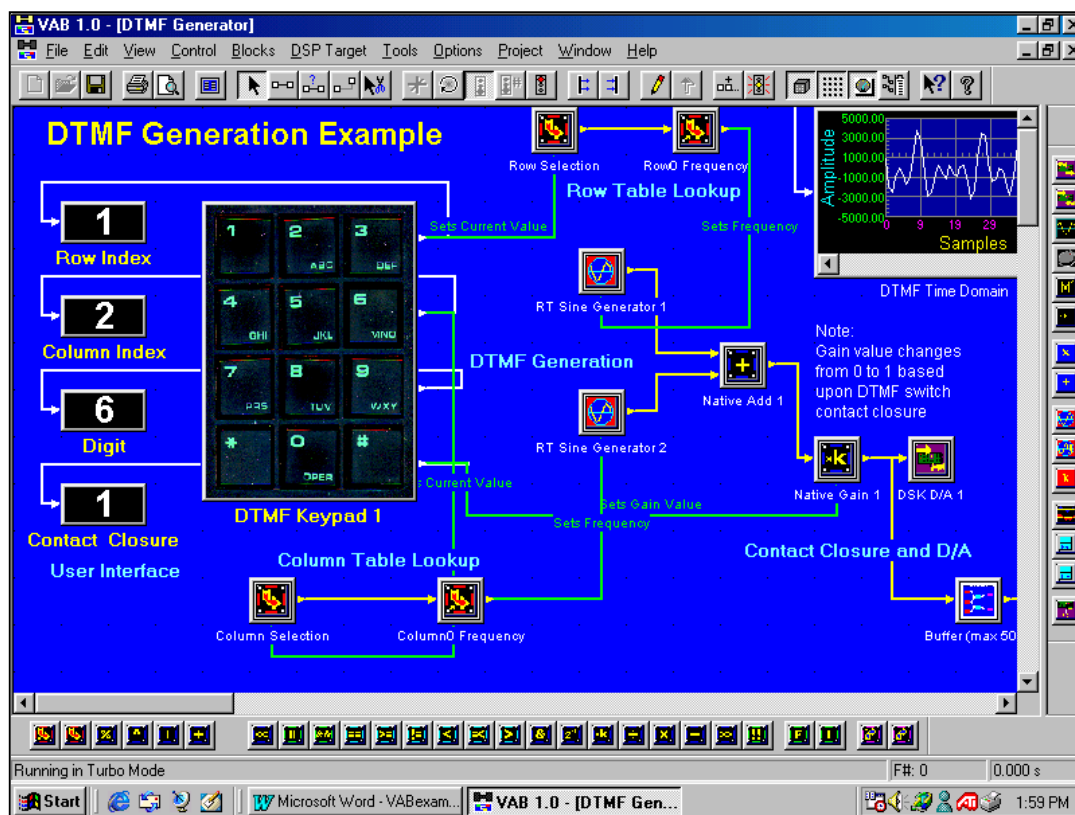 VAB 1.0 - [DTMF Generator]
File Edit View Control Blocks DSP Target Tools Options Project Window Help
DTMF Generation Example
Row Selection
Row0 Frequency
Row Table Lookup
Sets Current Value
Sets Frequency
5000.00
3000.00
1000.00
-1000.00
-3000.00
-5000.00
Amplitude
0 9 19 29
Samples
DTMF Time Domain
1
Row Index
2
Column Index
6
Digit
1
Contact Closure
User Interface
1 2 ABC 3 DEF
4 GHI 5 JKL 6 MNO
7 PRS 8 TUV 9 WXY
* 0 OPER #
DTMF Keypad 1
RT Sine Generator 1
DTMF Generation
RT Sine Generator 2
Native Add 1
Note:
Gain value changes
from 0 to 1 based
upon DTMF switch
contact closure
Native Gain 1
DSK D/A 1
Current Value
Sets Gain Value
Sets Frequency
Contact Closure and D/A
Column Table Lookup
Column Selection
Column0 Frequency
Buffer (max 50
Running in Turbo Mode
F#: 0
0.000 s
Start
Microsoft Word - VABexam...
VAB 1.0 - [DTMF Gen...
1:59 PM